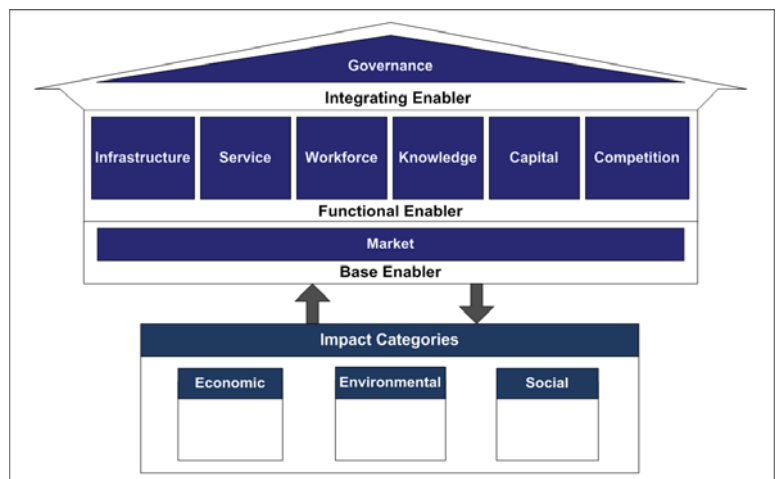 Governance
Integrating Enabler
Infrastructure Service Workforce Knowledge Capital Competition
Functional Enabler
Market
Base Enabler
Impact Categories
Economic Environmental Social